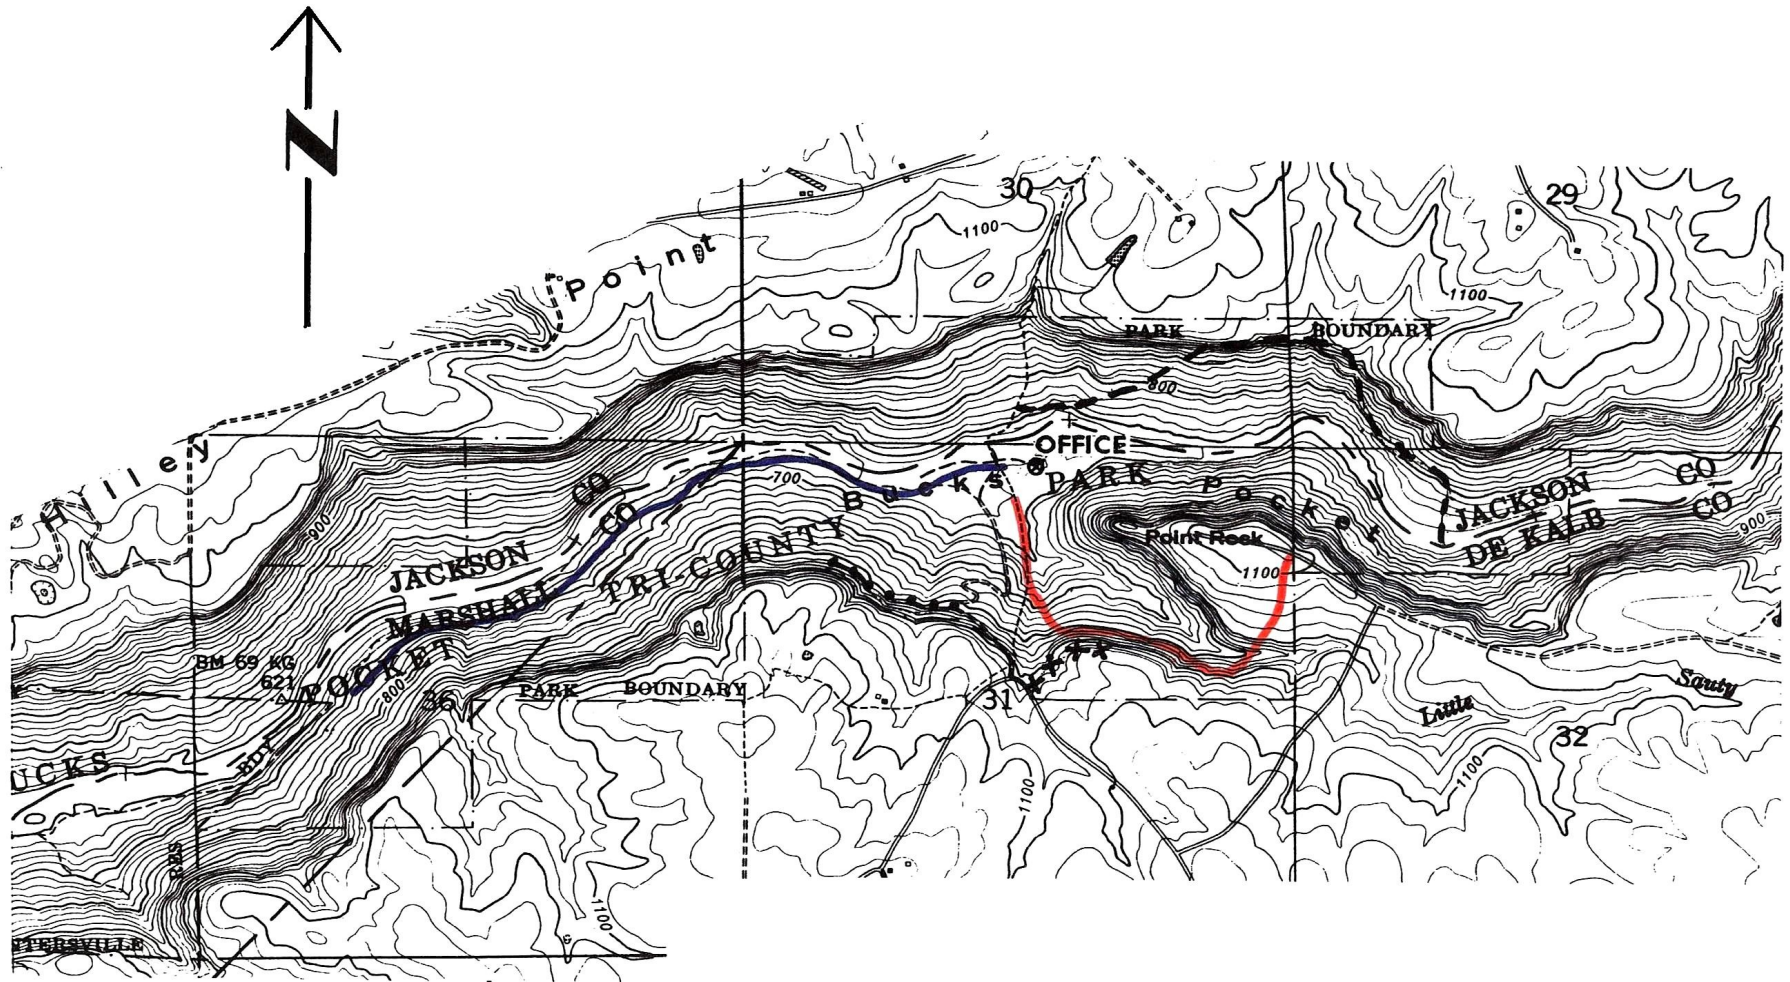 N
30
29
1100
Point
1100
PARK BOUNDARY
800
Hilley
OFFICE
PARK
Bucks Pocket
CO
CO
700
CO
CO
JACKSON
DE KALB
900
900
Point Rock
1100
JACKSON
MARSHALL
TRI-COUNTY
POCKET
BM 69 KG
621
800
36
PARK BOUNDARY
31
Little Sauty
32
BDY
UCKS
1100
1100
RES
1100
NTERSVILLE